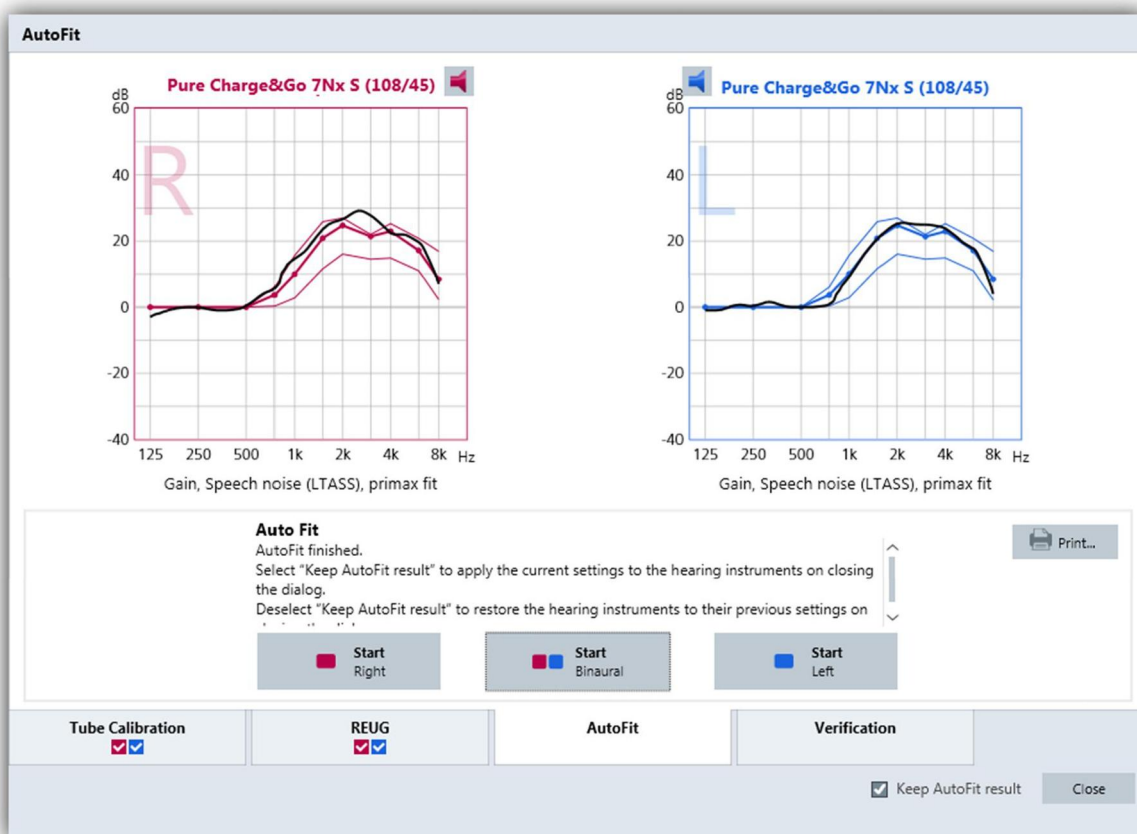 AutoFit
Pure Charge&Go 7Nx S (108/45)
dB
60
40
20
0
-20
-40
R
125 250 500 1k 2k 4k 8k Hz
Gain, Speech noise (LTASS), primax fit
Pure Charge&Go 7Nx S (108/45)
dB
60
40
20
0
-20
-40
L
125 250 500 1k 2k 4k 8k Hz
Gain, Speech noise (LTASS), primax fit
Auto Fit
AutoFit finished.
Select "Keep AutoFit result" to apply the current settings to the hearing instruments on closing
the dialog.
Deselect "Keep AutoFit result" to restore the hearing instruments to their previous settings on
Print...
Start
Right
Start
Binaural
Start
Left
Tube Calibration
REUG
AutoFit
Verification
Keep AutoFit result
Close